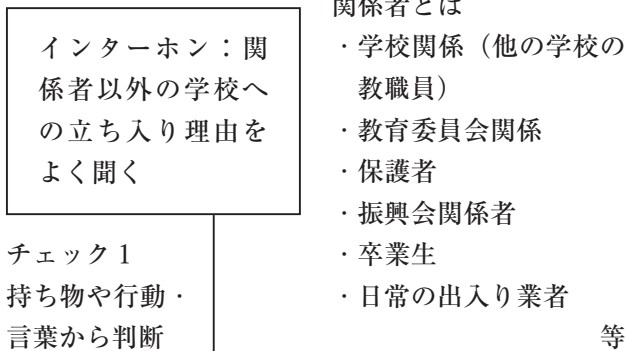 インターホン：関
係者以外の学校へ
の立ち入り理由を
よく聞く
チェック１
持ち物や行動・
言葉から判断
関係者とは
・学校関係（他の学校の
教職員）
・教育委員会関係
・保護者
・振興会関係者
・卒業生
・日常の出入り業者
等